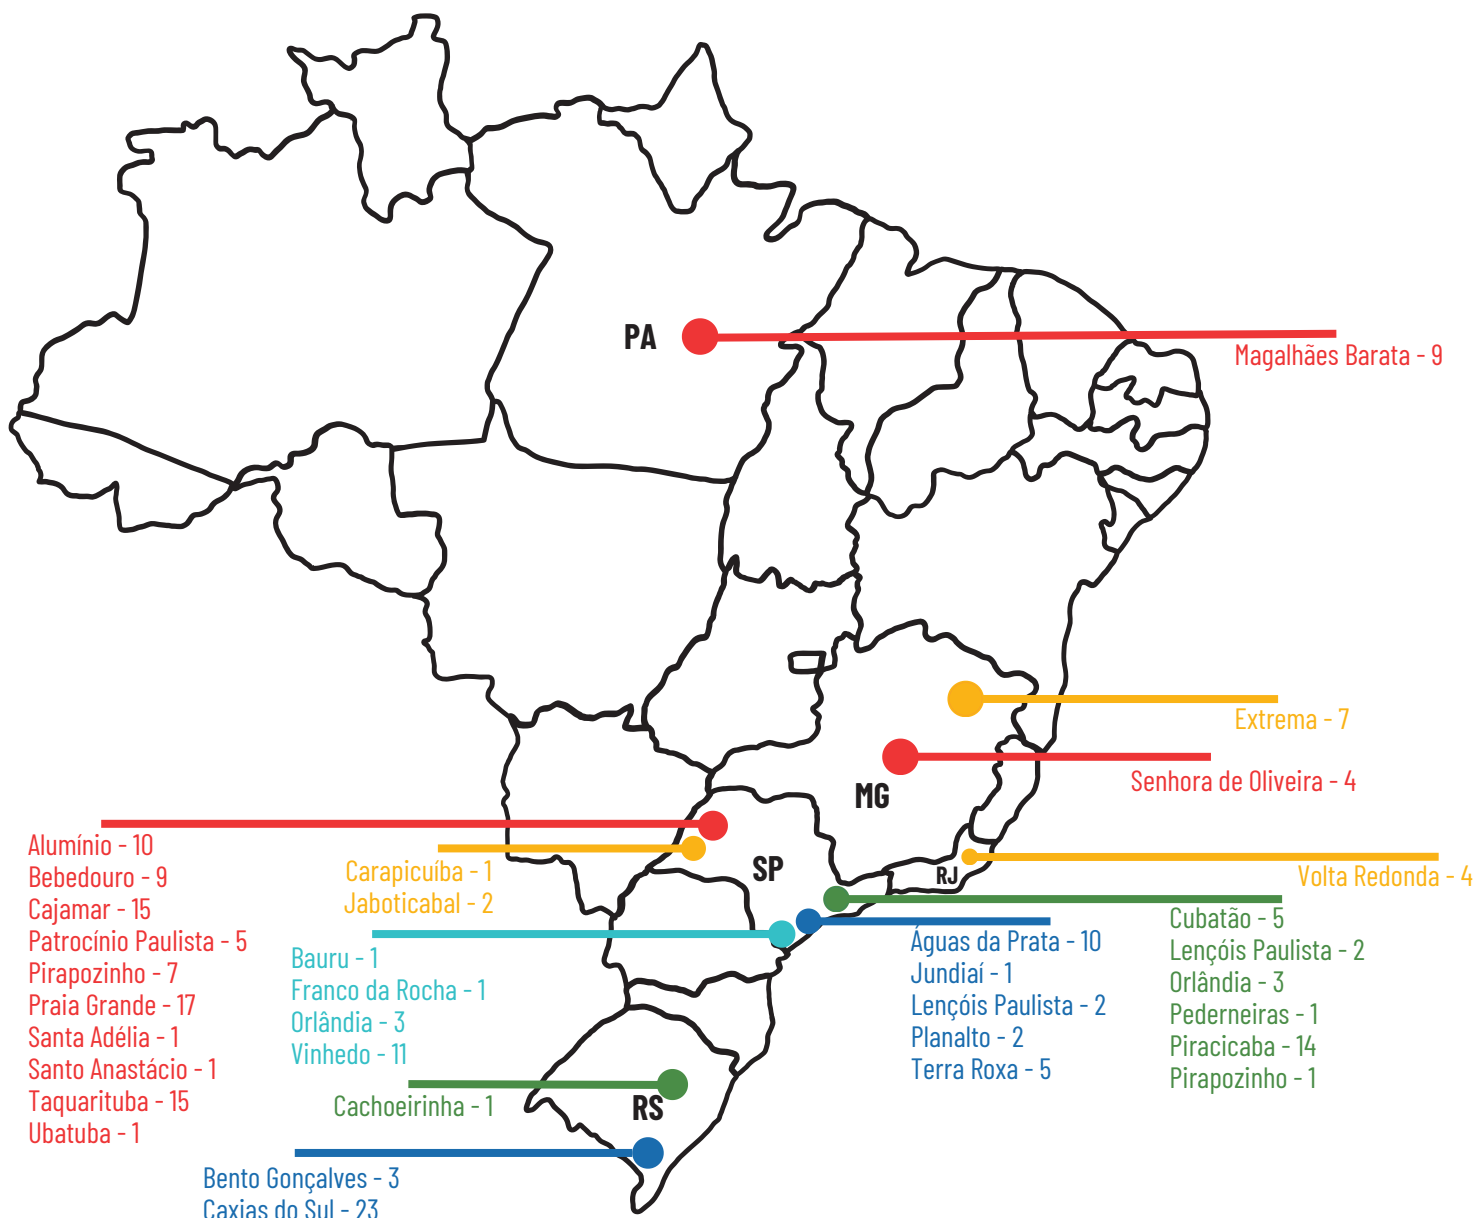 PA
Magalhães Barata - 9
Extrema - 7
MG
Senhora de Oliveira - 4
SP
RJ
Volta Redonda - 4
Alumínio - 10
Bebedouro - 9
Cajamar - 15
Patrocínio Paulista - 5
Pirapozinho - 7
Praia Grande - 17
Santa Adélia - 1
Santo Anastácio - 1
Taquarituba - 15
Ubatuba - 1
Carapicuíba - 1
Jaboticabal - 2
Bauru - 1
Franco da Rocha - 1
Orlândia - 3
Vinhedo - 11
Águas da Prata - 10
Jundiaí - 1
Lençóis Paulista - 2
Planalto - 2
Terra Roxa - 5
Cubatão - 5
Lençóis Paulista - 2
Orlândia - 3
Pederneiras - 1
Piracicaba - 14
Pirapozinho - 1
RS
Cachoeirinha - 1
Bento Gonçalves - 3
Caxias do Sul - 23